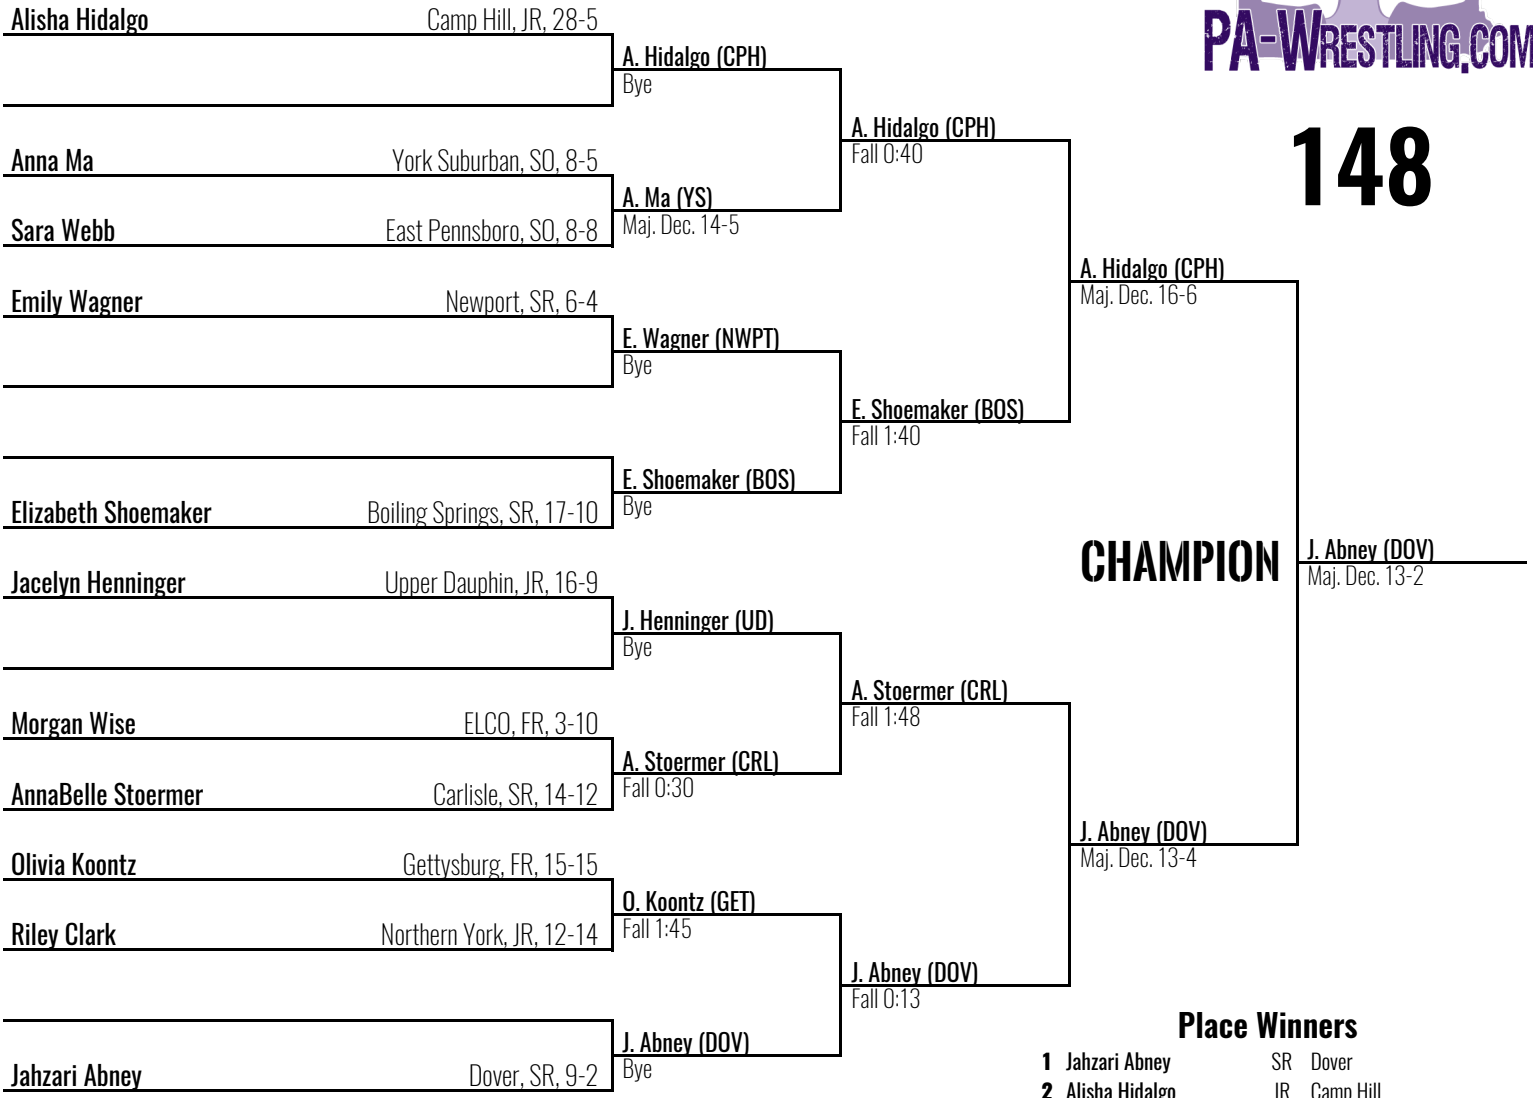 Alisha Hidalgo Camp Hill, JR, 28-5
PA-WRESTLING.COM
A. Hidalgo (CPH)
Bye
A. Hidalgo (CPH)
Fall 0:40
148
Anna Ma York Suburban, SO, 8-5
A. Ma (YS)
Maj. Dec. 14-5
Sara Webb East Pennsboro, SO, 8-8
A. Hidalgo (CPH)
Maj. Dec. 16-6
Emily Wagner Newport, SR, 6-4
E. Wagner (NWPT)
Bye
E. Shoemaker (BOS)
Fall 1:40
E. Shoemaker (BOS)
Bye
Elizabeth Shoemaker Boiling Springs, SR, 17-10
CHAMPION
J. Abney (DOV)
Maj. Dec. 13-2
Jacelyn Henninger Upper Dauphin, JR, 16-9
J. Henninger (UD)
Bye
A. Stoermer (CRL)
Fall 1:48
Morgan Wise ELCO, FR, 3-10
A. Stoermer (CRL)
Fall 0:30
AnnaBelle Stoermer Carlisle, SR, 14-12
J. Abney (DOV)
Maj. Dec. 13-4
Olivia Koontz Gettysburg, FR, 15-15
O. Koontz (GET)
Fall 1:45
Riley Clark Northern York, JR, 12-14
J. Abney (DOV)
Fall 0:13
J. Abney (DOV)
Bye
Jahzari Abney Dover, SR, 9-2
Place Winners
1 Jahzari Abney SR Dover
2 Alisha Hidalgo JR Camp Hill